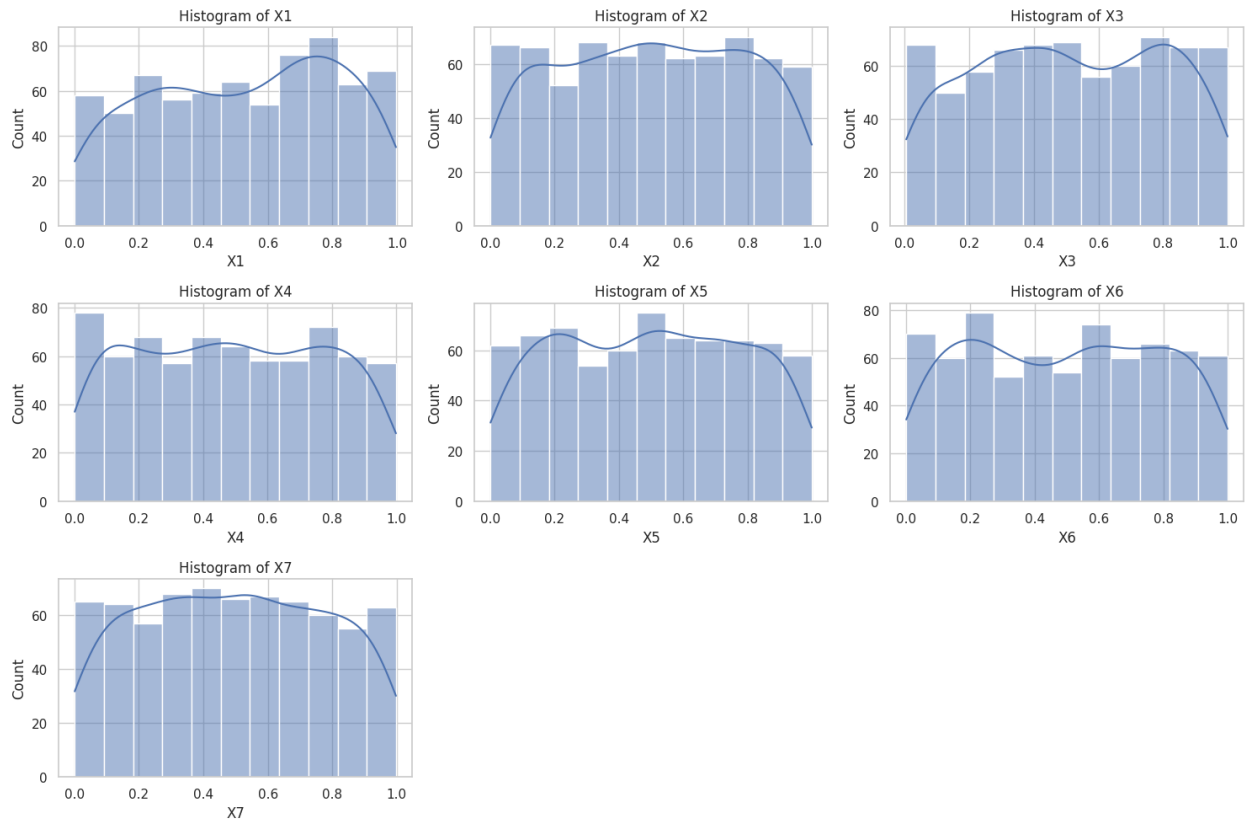 Histogram of X1
Count
80
60
40
20
0
0.0 0.2 0.4 0.6 0.8 1.0
X1
Histogram of X2
Count
60
40
20
0
0.0 0.2 0.4 0.6 0.8 1.0
X2
Histogram of X3
Count
60
40
20
0
0.0 0.2 0.4 0.6 0.8 1.0
X3
Histogram of X4
Count
80
60
40
20
0
0.0 0.2 0.4 0.6 0.8 1.0
X4
Histogram of X5
Count
60
40
20
0
0.0 0.2 0.4 0.6 0.8 1.0
X5
Histogram of X6
Count
80
60
40
20
0
0.0 0.2 0.4 0.6 0.8 1.0
X6
Histogram of X7
Count
60
40
20
0
0.0 0.2 0.4 0.6 0.8 1.0
X7